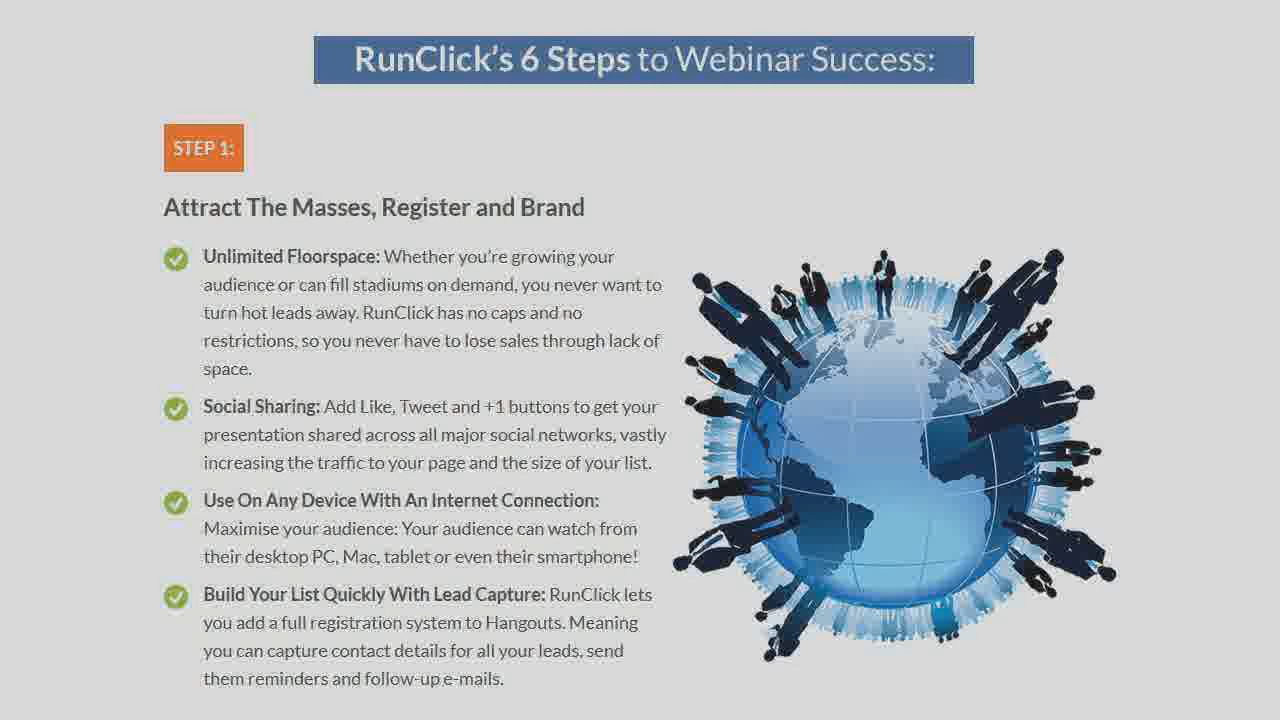 RunClick's 6 Steps to Webinar Success:
STEP 1:
Attract The Masses, Register and Brand
Unlimited Floorspace: Whether you're growing your
audience or can fill stadiums on demand, you never want to
turn hot leads away. RunClick has no caps and no
restrictions, so you never have to lose sales through lack of
space.
Social Sharing: Add Like, Tweet and +1 buttons to get your
presentation shared across all major social networks, vastly
increasing the traffic to your page and the size of your list.
Use On Any Device With An Internet Connection:
Maximise your audience: Your audience can watch from
their desktop PC, Mac, tablet or even their smartphone!
Build Your List Quickly With Lead Capture: RunClick lets
you add a full registration system to Hangouts. Meaning
you can capture contact details for all your leads, send
them reminders and follow-up e-mails.